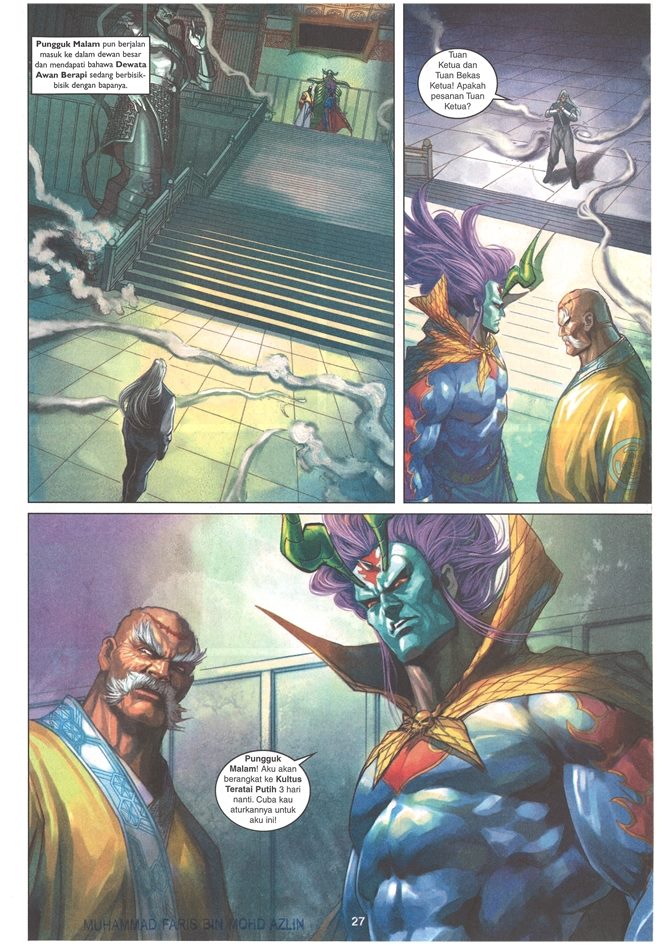 Pungguk Malam pun berjalan
masuk ke dalam dewan besar
dan mendapati bahawa Dewata
Awan Berapi sedang berbisik-
bisik dengan bapanya.
Tuan
Ketua dan
Tuan Bekas
Ketua! Apakah
pesanan Tuan
Ketua?
Pungguk
Malam! Aku akan
berangkat ke Kultus
Teratai Putih 3 hari
nanti. Cuba kau
aturkannya untuk
aku ini!
MUHAMMAD FARIS BIN MOHD AZLIN
27